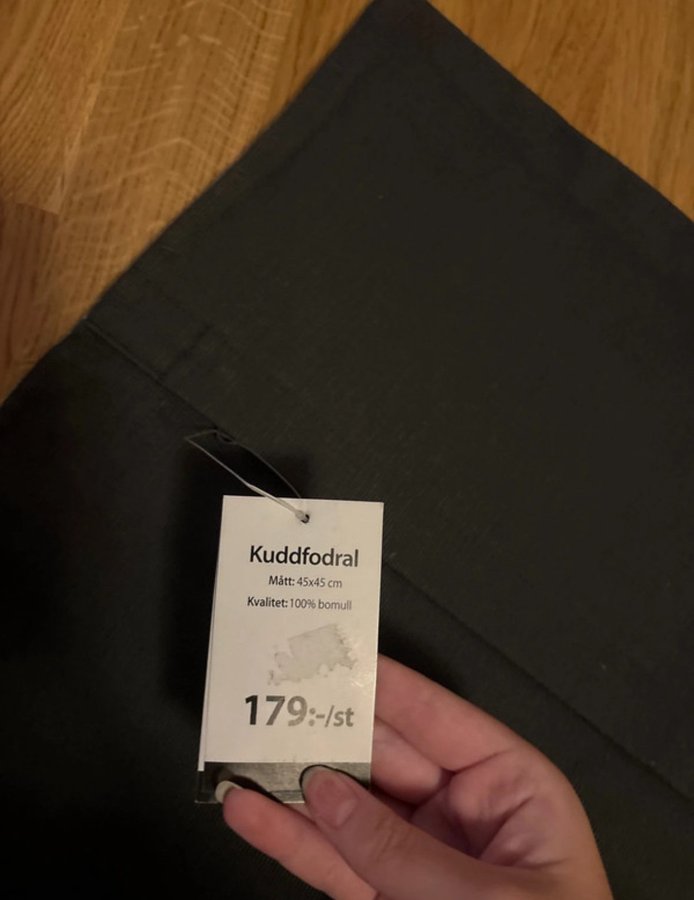 Kuddfodral
Mått: 45x45 cm
Kvalitet: 100% bomull
179:-/st